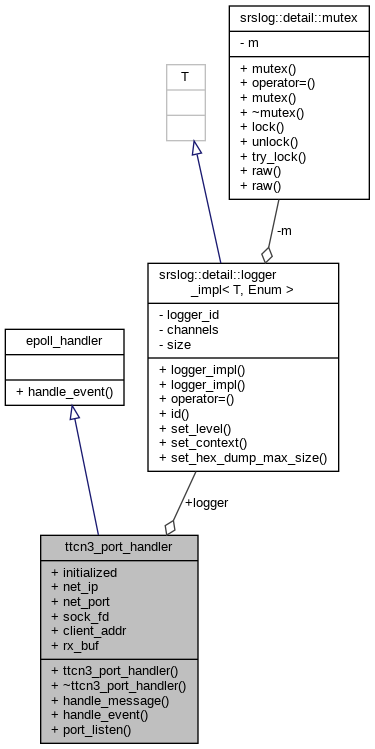 srslog::detail::mutex
- m
+ mutex()
+ operator=()
+ mutex()
+ ~mutex()
+ lock()
+ unlock()
+ try_lock()
+ raw()
+ raw()
T
-m
srslog::detail::logger
_impl< T, Enum >
- logger_id
- channels
- size
+ logger_impl()
+ logger_impl()
+ operator=()
+ id()
+ set_level()
+ set_context()
+ set_hex_dump_max_size()
epoll_handler
+ handle_event()
+logger
ttcn3_port_handler
+ initialized
+ net_ip
+ net_port
+ sock_fd
+ client_addr
+ rx_buf
+ ttcn3_port_handler()
+ ~ttcn3_port_handler()
+ handle_message()
+ handle_event()
+ port_listen()